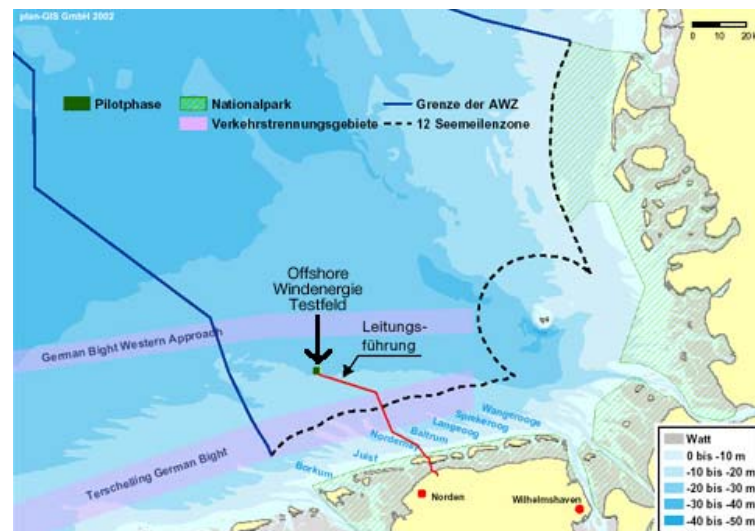 plan-GIS GmbH 2002
0 10 20
Pilotphase
Nationalpark
Grenze der AWZ
Verkehrstrennungsgebiete
12 Seemeilenzone
Offshore
Windenergie
Testfeld
German Bight Western Approach
Leitungs-
führung
Wangerooge
Spiekeroog
Langeoog
Baltrum
Norderney
Juist
Borkum
Terschelling German Bight
Norden
Wilhelmshaven
Watt
0 bis -10 m
-10 bis -20 m
-20 bis -30 m
-30 bis -40 m
-40 bis -50 m